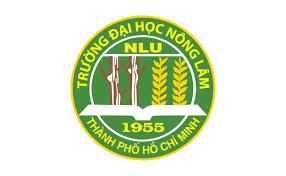 TRƯỜNG ĐẠI HỌC NÔNG LÂM
NLU
1955
THÀNH PHỐ HỒ CHÍ MINH